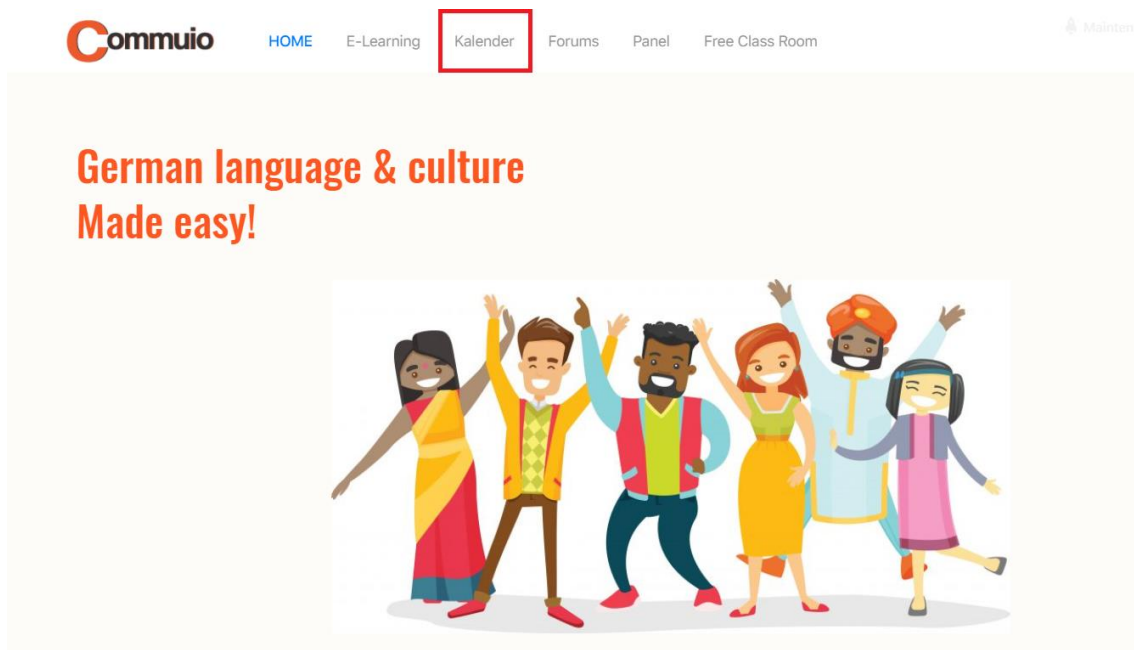 Commuio HOME E-Learning Kalender Forums Panel Free Class Room
German language & culture
Made easy!